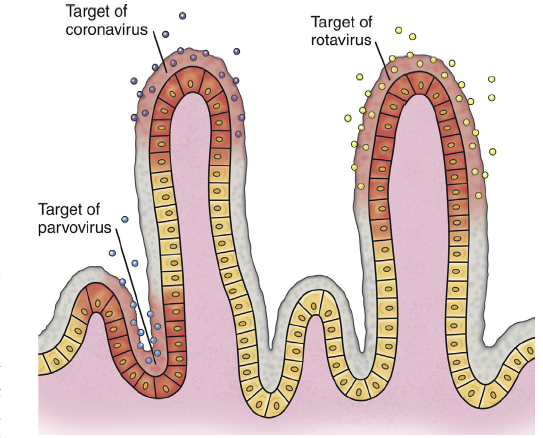 Target of
coronavirus
Target of
rotavirus
Target of
parvovirus